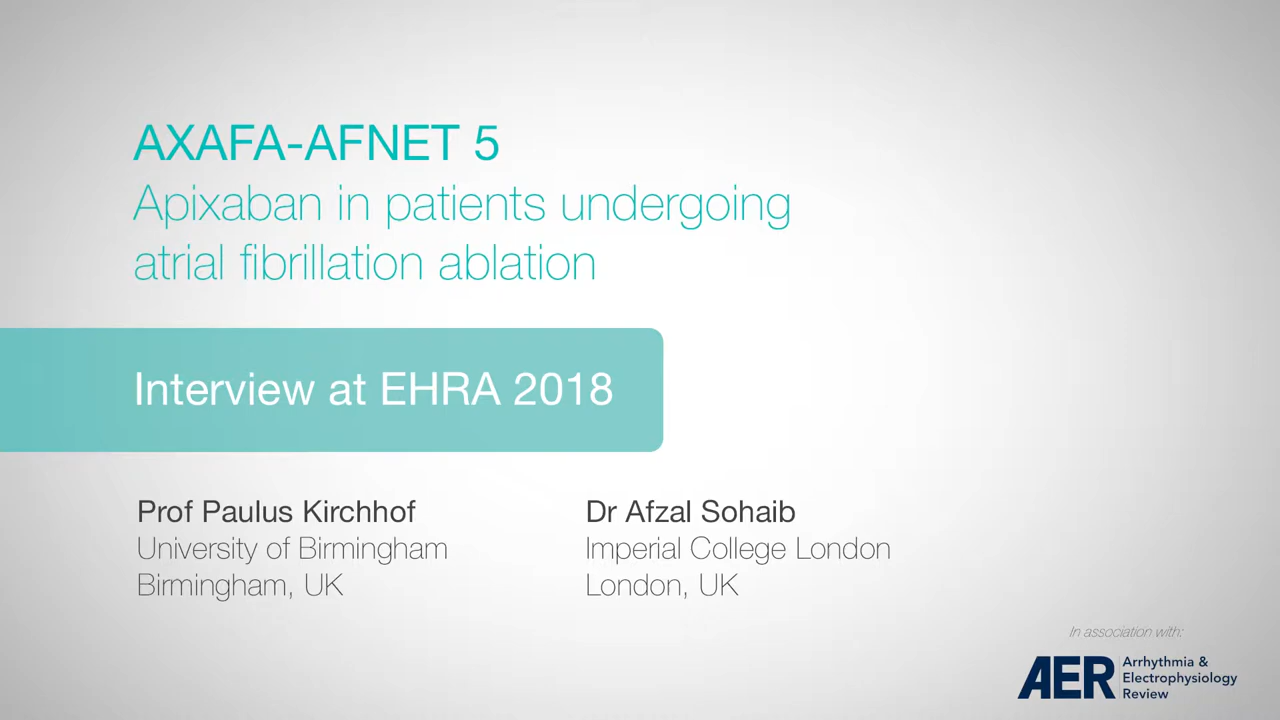 AXAFA-AFNET 5
Apixaban in patients undergoing
atrial fibrillation ablation
Interview at EHRA 2018
Prof Paulus Kirchhof
University of Birmingham
Birmingham, UK
Dr Afzal Sohaib
Imperial College London
London, UK
In association with:
AER
Arrhythmia &
Electrophysiology
Review